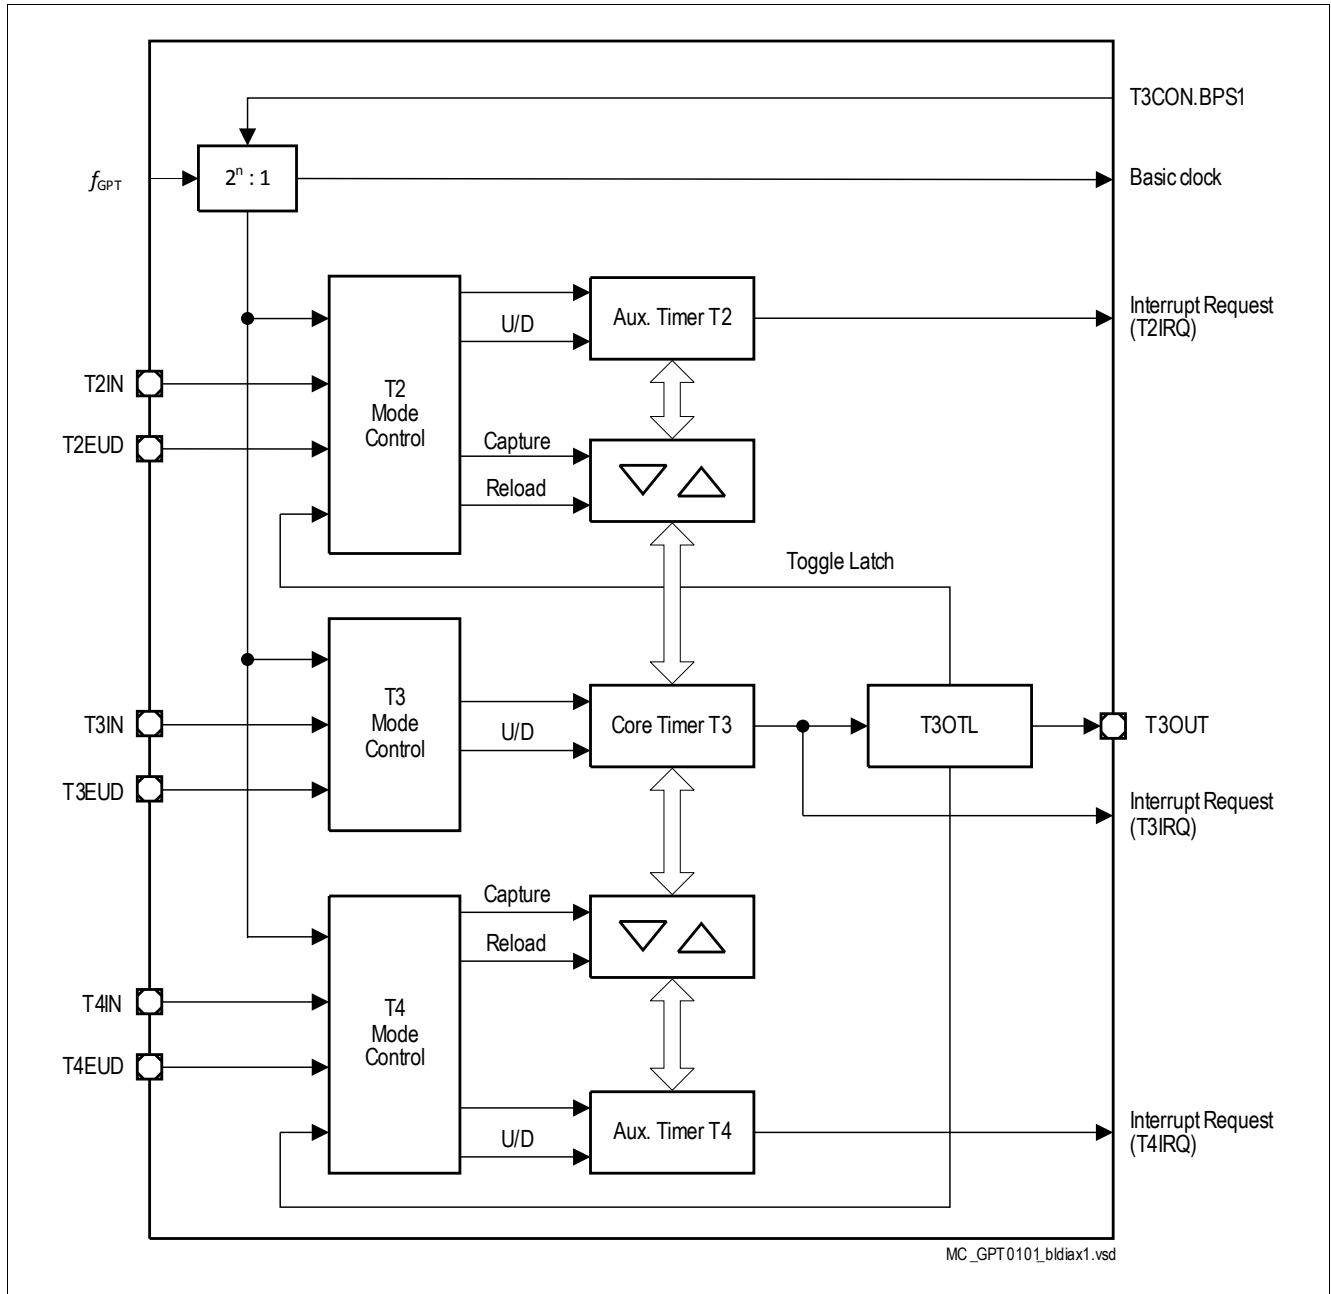 T3CON.BPS1
fGPT
2ⁿ : 1
Basic clock
Aux. Timer T2
U/D
Interrupt Request
(T2IRQ)
T2IN
T2
Mode
Control
T2EUD
Capture
Reload
Toggle Latch
T3
Mode
Control
T3IN
U/D
Core Timer T3
T3OTL
T3OUT
T3EUD
Interrupt Request
(T3IRQ)
Capture
Reload
T4IN
T4
Mode
Control
T4EUD
U/D
Aux. Timer T4
Interrupt Request
(T4IRQ)
MC_GPT0101_bldiax1.vsd